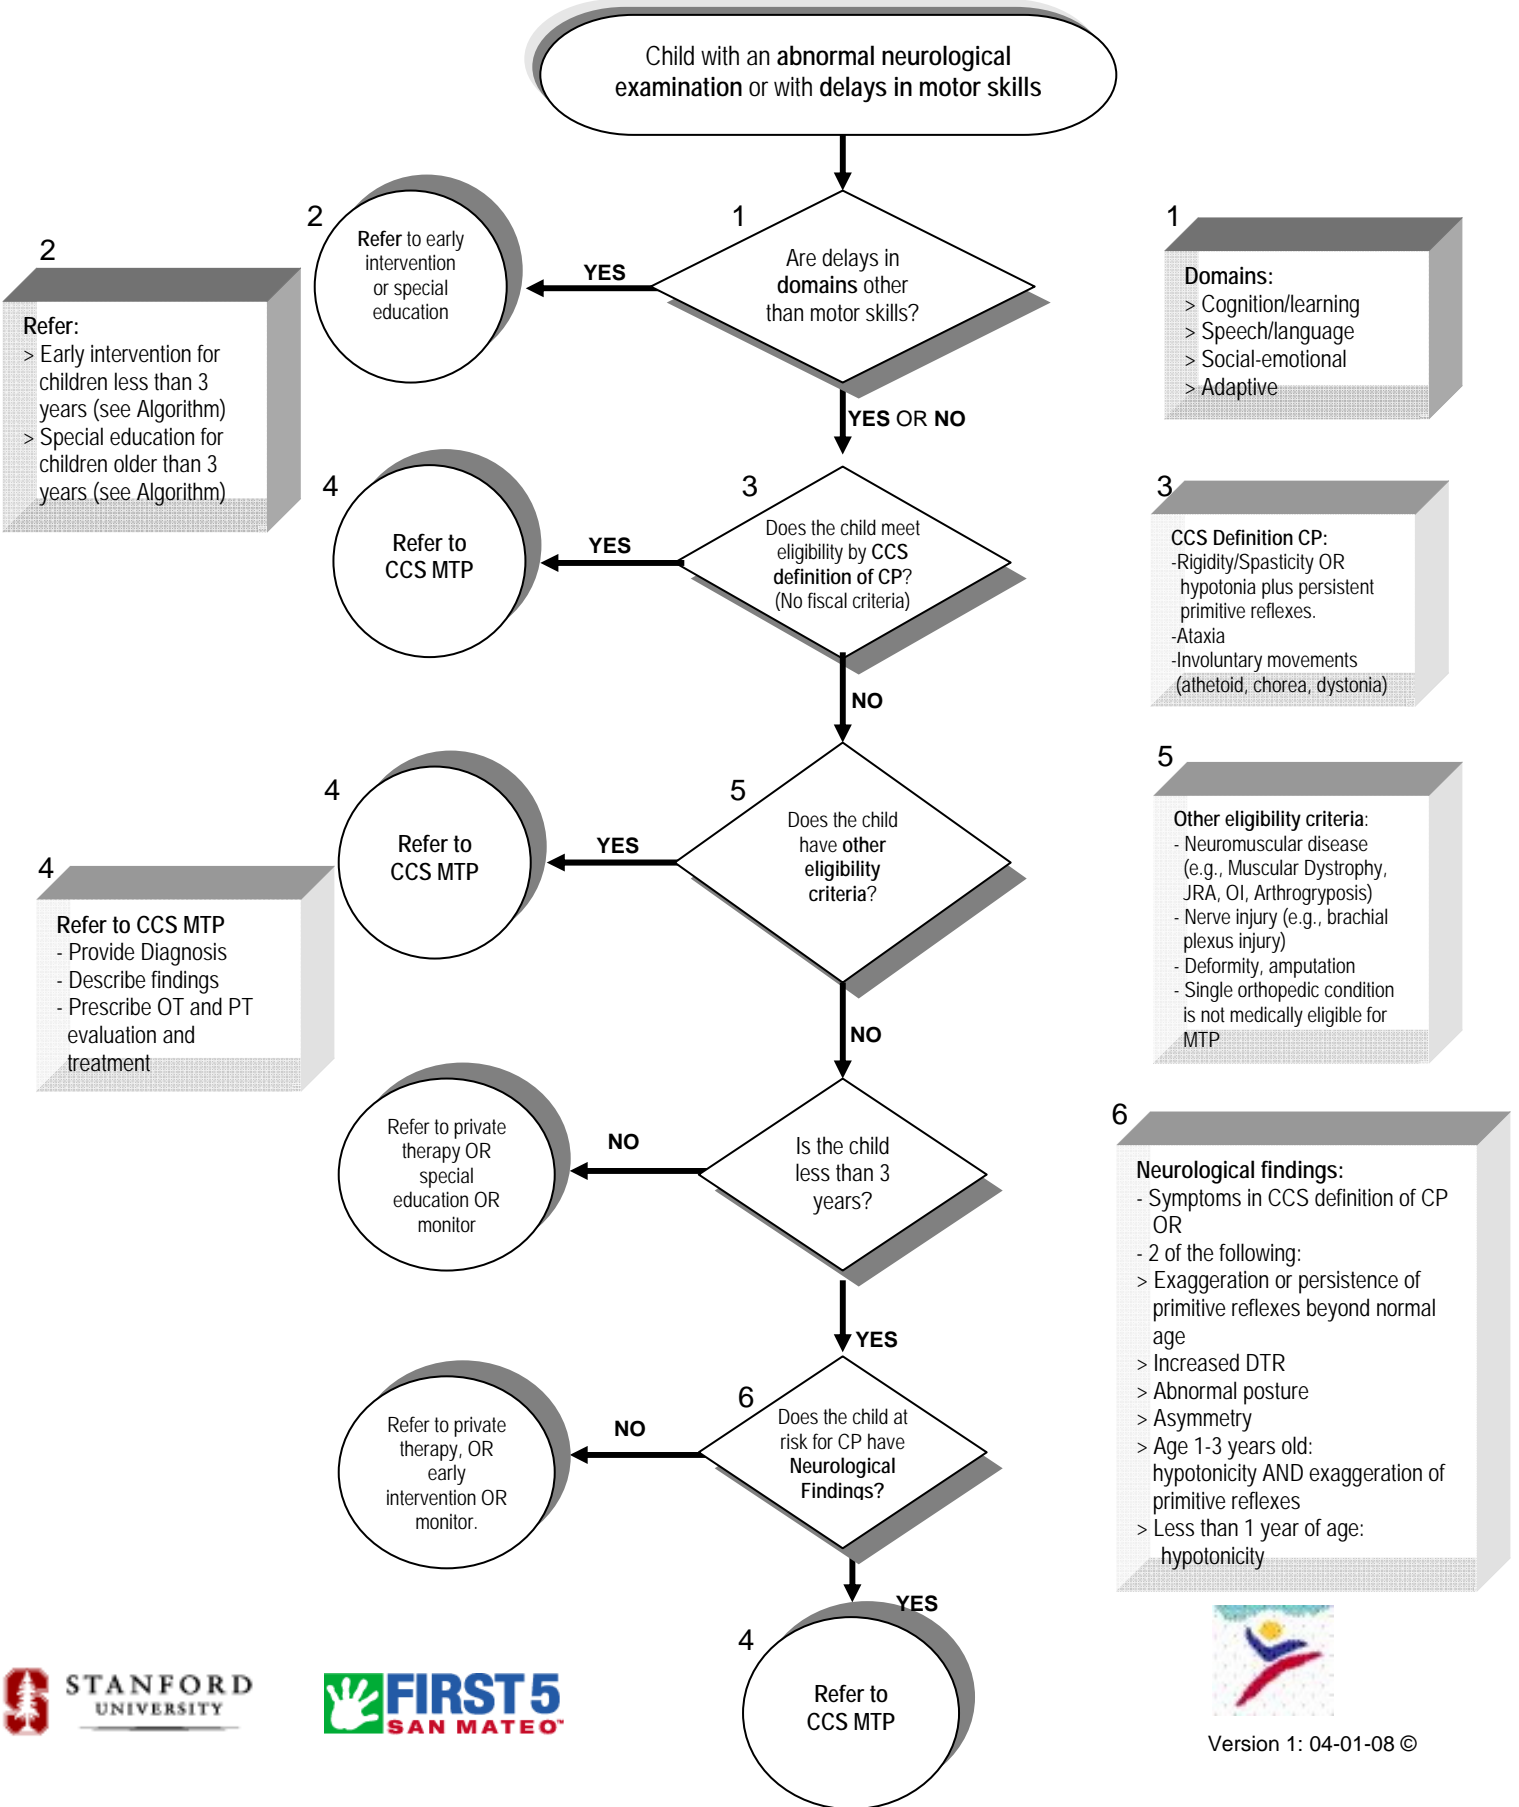 Child with an abnormal neurological
examination or with delays in motor skills
2
Refer:
> Early intervention for
children less than 3
years (see Algorithm)
> Special education for
children older than 3
years (see Algorithm)
2
Refer to early
intervention
or special
education
YES
1
Are delays in
domains other
than motor skills?
1
Domains:
> Cognition/learning
> Speech/language
> Social-emotional
> Adaptive
YES OR NO
4
Refer to
CCS MTP
YES
3
Does the child meet
eligibility by CCS
definition of CP?
(No fiscal criteria)
3
CCS Definition CP:
-Rigidity/Spasticity OR
hypotonia plus persistent
primitive reflexes.
-Ataxia
-Involuntary movements
(athetoid, chorea, dystonia)
NO
4
Refer to CCS MTP
- Provide Diagnosis
- Describe findings
- Prescribe OT and PT
evaluation and
treatment
4
Refer to
CCS MTP
YES
5
Does the child
have other
eligibility
criteria?
5
Other eligibility criteria:
- Neuromuscular disease
(e.g., Muscular Dystrophy,
JRA, OI, Arthrogryposis)
- Nerve injury (e.g., brachial
plexus injury)
- Deformity, amputation
- Single orthopedic condition
is not medically eligible for
MTP
NO
Refer to private
therapy OR
special
education OR
monitor
NO
Is the child
less than 3
years?
YES
Refer to private
therapy, OR
early
intervention OR
monitor.
NO
6
Does the child at
risk for CP have
Neurological
Findings?
6
Neurological findings:
- Symptoms in CCS definition of CP
OR
- 2 of the following:
> Exaggeration or persistence of
primitive reflexes beyond normal
age
> Increased DTR
> Abnormal posture
> Asymmetry
> Age 1-3 years old:
hypotonicity AND exaggeration of
primitive reflexes
> Less than 1 year of age:
hypotonicity
YES
4
Refer to
CCS MTP
STANFORD
UNIVERSITY
FIRST 5
SAN MATEO™
Version 1: 04-01-08 ©